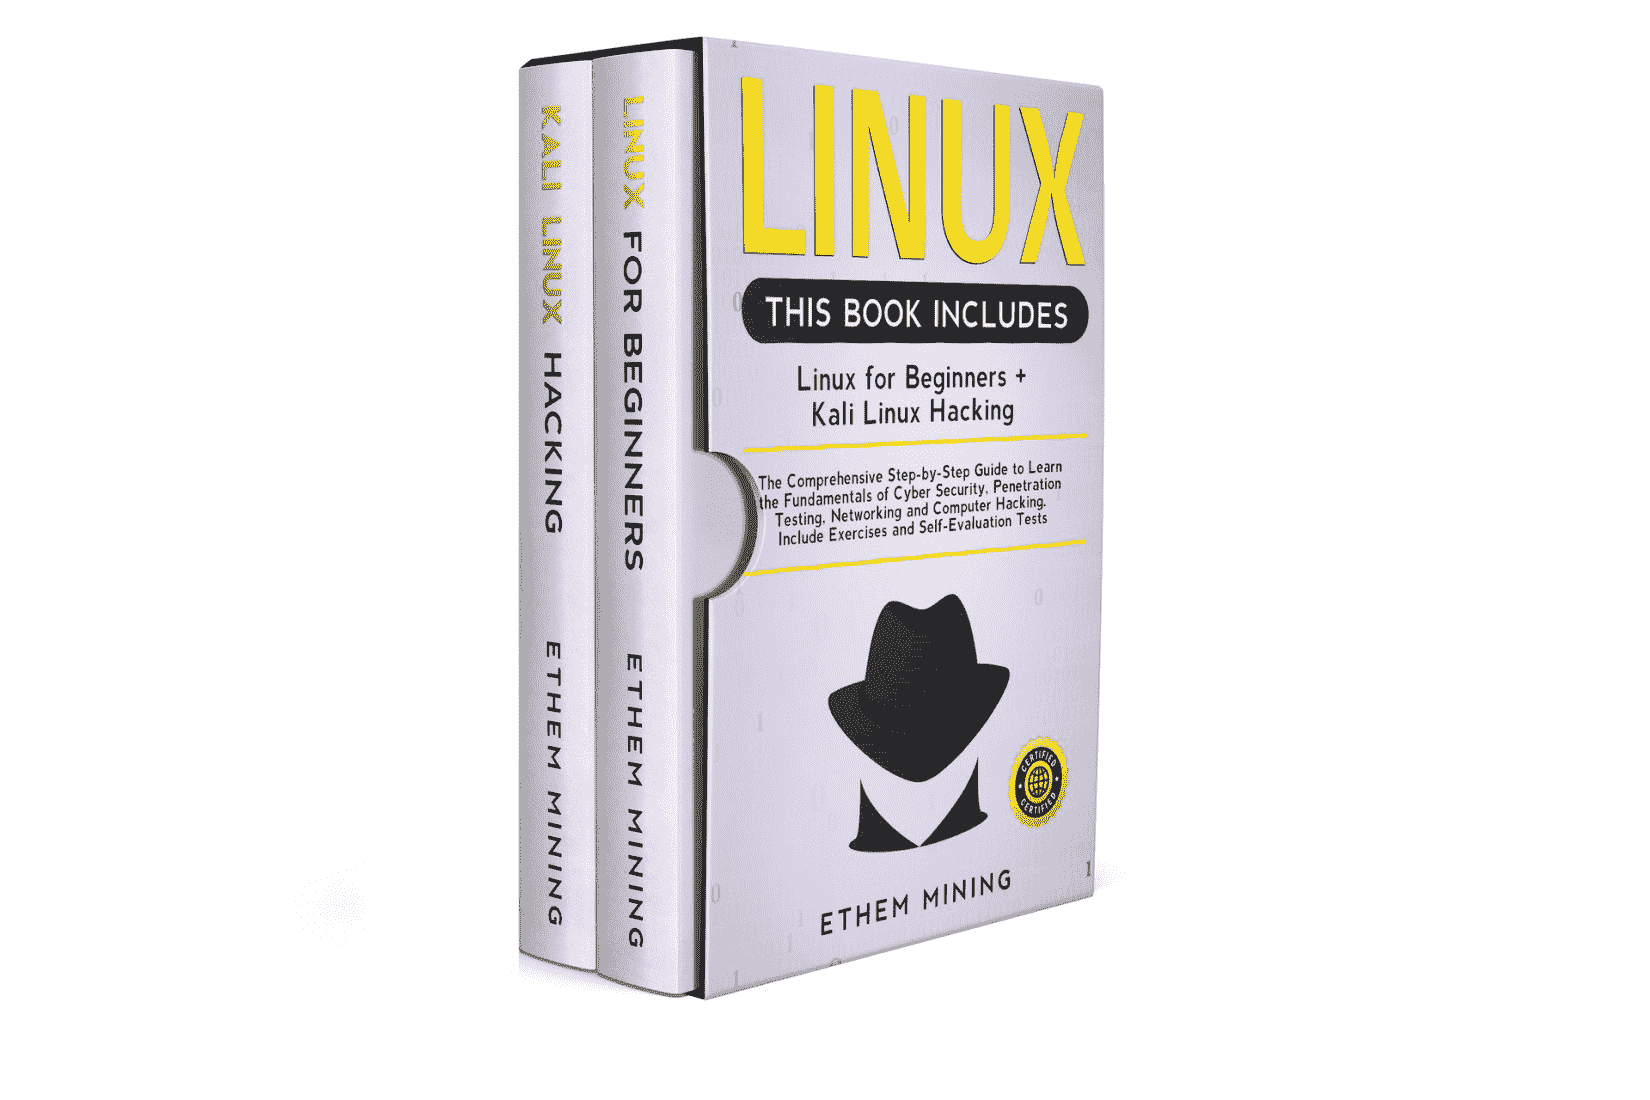 KALI LINUX HACKING
ETHEM MINING
LINUX FOR BEGINNERS
ETHEM MINING
LINUX
THIS BOOK INCLUDES
Linux for Beginners +
Kali Linux Hacking
The Comprehensive Step-by-Step Guide to Learn
the Fundamentals of Cyber Security, Penetration
Testing, Networking and Computer Hacking.
Include Exercises and Self-Evaluation Tests
CERTIFIED
CERTIFIED
ETHEM MINING